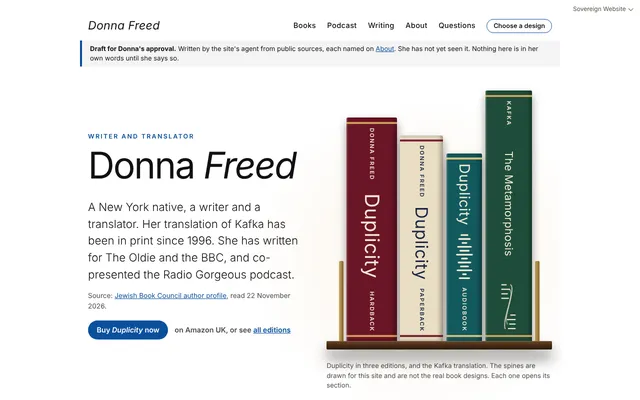 Sovereign Website
Donna Freed
Books Podcast Writing About Questions Choose a design
Draft for Donna's approval. Written by the site's agent from public sources, each named on About. She has not yet seen it. Nothing here is in her
own words until she says so.
WRITER AND TRANSLATOR
Donna Freed
A New York native, a writer and a
translator. Her translation of Kafka has
been in print since 1996. She has written
for The Oldie and the BBC, and co-
presented the Radio Gorgeous podcast.
Source: Jewish Book Council author profile, read 22 November
2026.
Buy Duplicity now on Amazon UK, or see all editions
DONNA FREED Duplicity HARDBACK
DONNA FREED Duplicity PAPERBACK
Duplicity AUDIOBOOK
KAFKA The Metamorphosis
Duplicity in three editions, and the Kafka translation. The spines are
drawn for this site and are not the real book designs. Each one opens its
section.